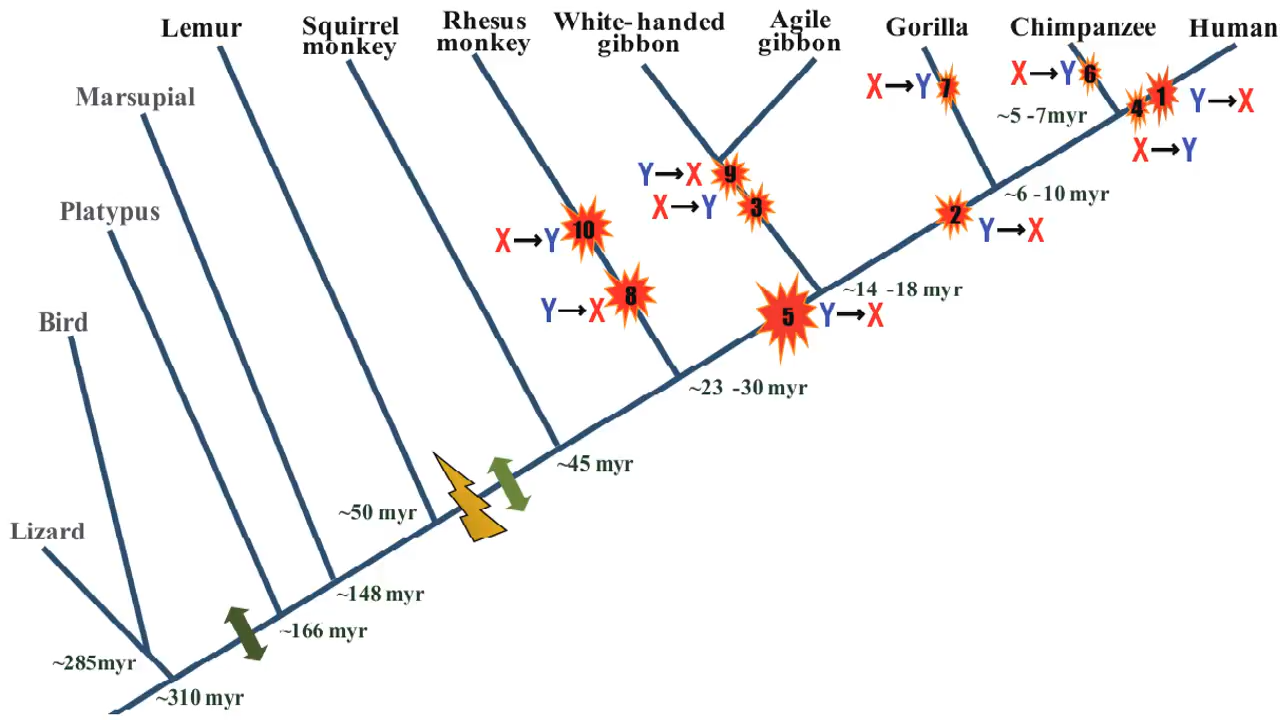 Lemur
Squirrel
monkey
Rhesus
monkey
White-handed
gibbon
Agile
gibbon
Gorilla
Chimpanzee
Human
Marsupial
Platypus
Bird
Lizard
X→Y 7
X→Y 6
4 1 Y→X
X→Y
~5 -7myr
~6 -10 myr
Y→X 9
X→Y 3
2 Y→X
X→Y 10
Y→X 8
~14 -18 myr
5 Y→X
~23 -30 myr
~45 myr
~50 myr
~148 myr
~166 myr
~285myr
~310 myr